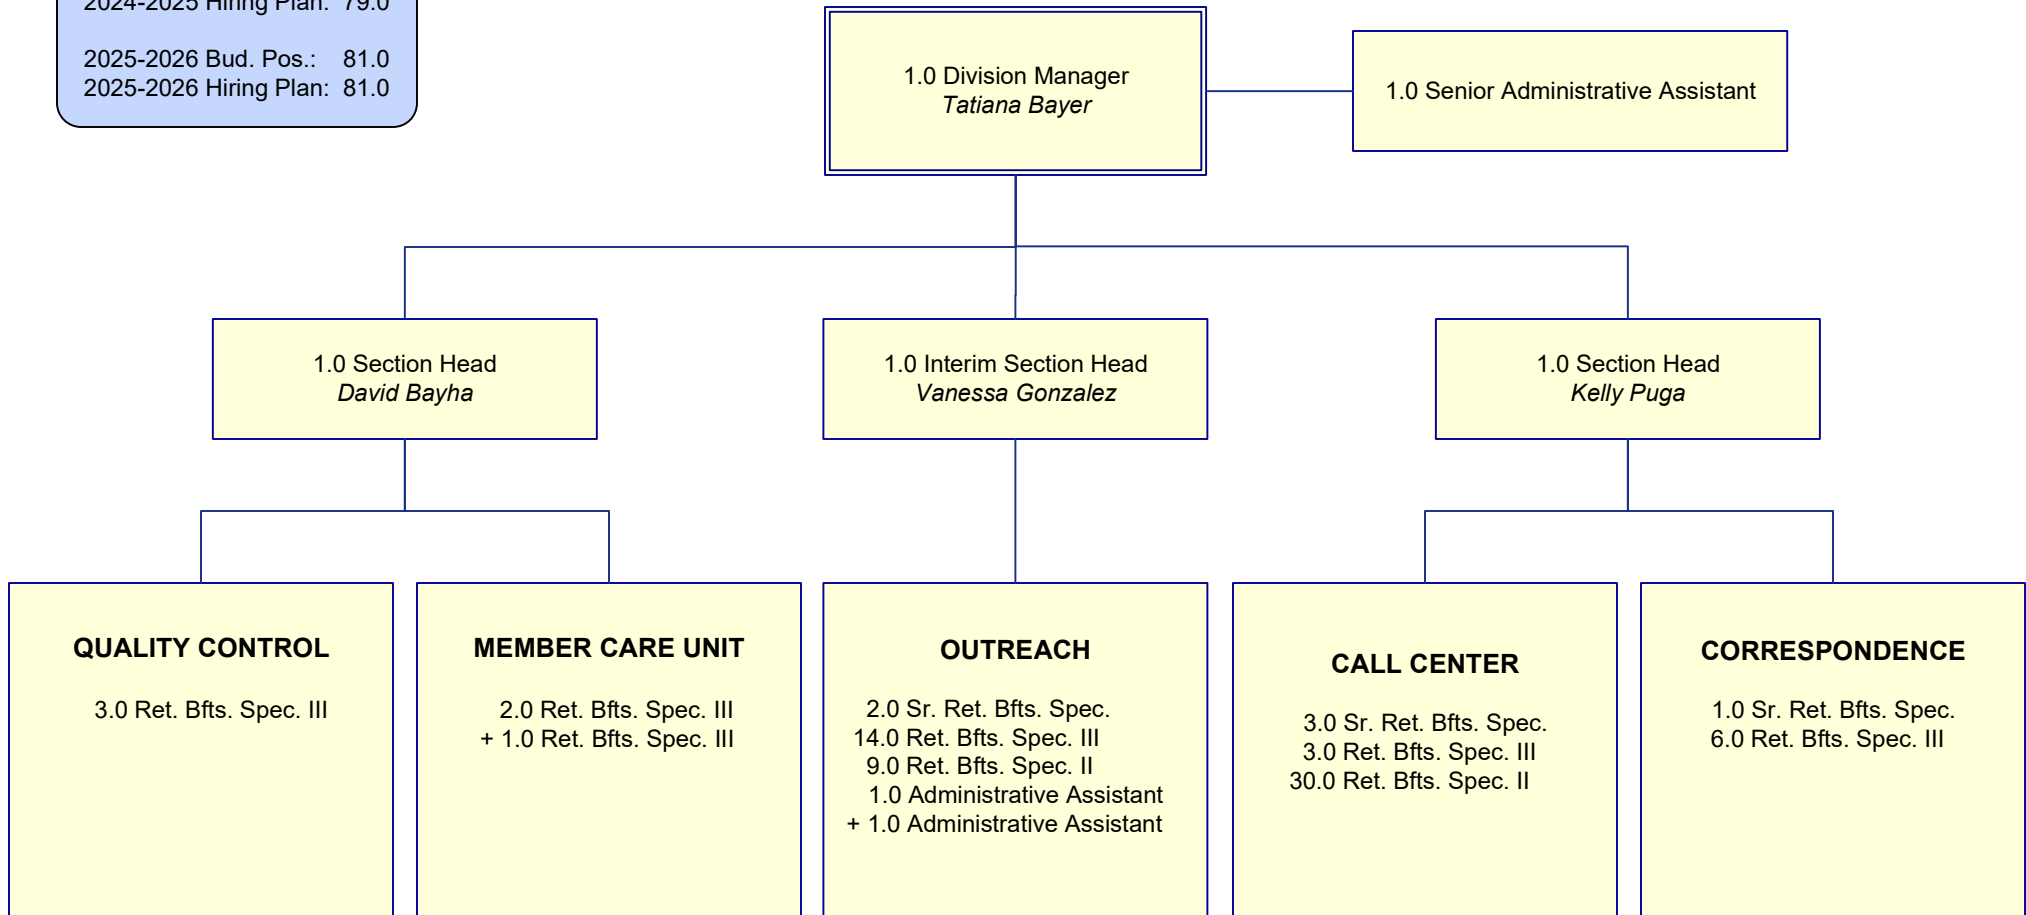 2024-2025 Hiring Plan: 79.0
2025-2026 Bud. Pos.: 81.0
2025-2026 Hiring Plan: 81.0
1.0 Division Manager
Tatiana Bayer
1.0 Senior Administrative Assistant
1.0 Section Head
David Bayha
1.0 Interim Section Head
Vanessa Gonzalez
1.0 Section Head
Kelly Puga
QUALITY CONTROL
3.0 Ret. Bfts. Spec. III
MEMBER CARE UNIT
2.0 Ret. Bfts. Spec. III
+ 1.0 Ret. Bfts. Spec. III
OUTREACH
2.0 Sr. Ret. Bfts. Spec.
14.0 Ret. Bfts. Spec. III
9.0 Ret. Bfts. Spec. II
1.0 Administrative Assistant
+ 1.0 Administrative Assistant
CALL CENTER
3.0 Sr. Ret. Bfts. Spec.
3.0 Ret. Bfts. Spec. III
30.0 Ret. Bfts. Spec. II
CORRESPONDENCE
1.0 Sr. Ret. Bfts. Spec.
6.0 Ret. Bfts. Spec. III